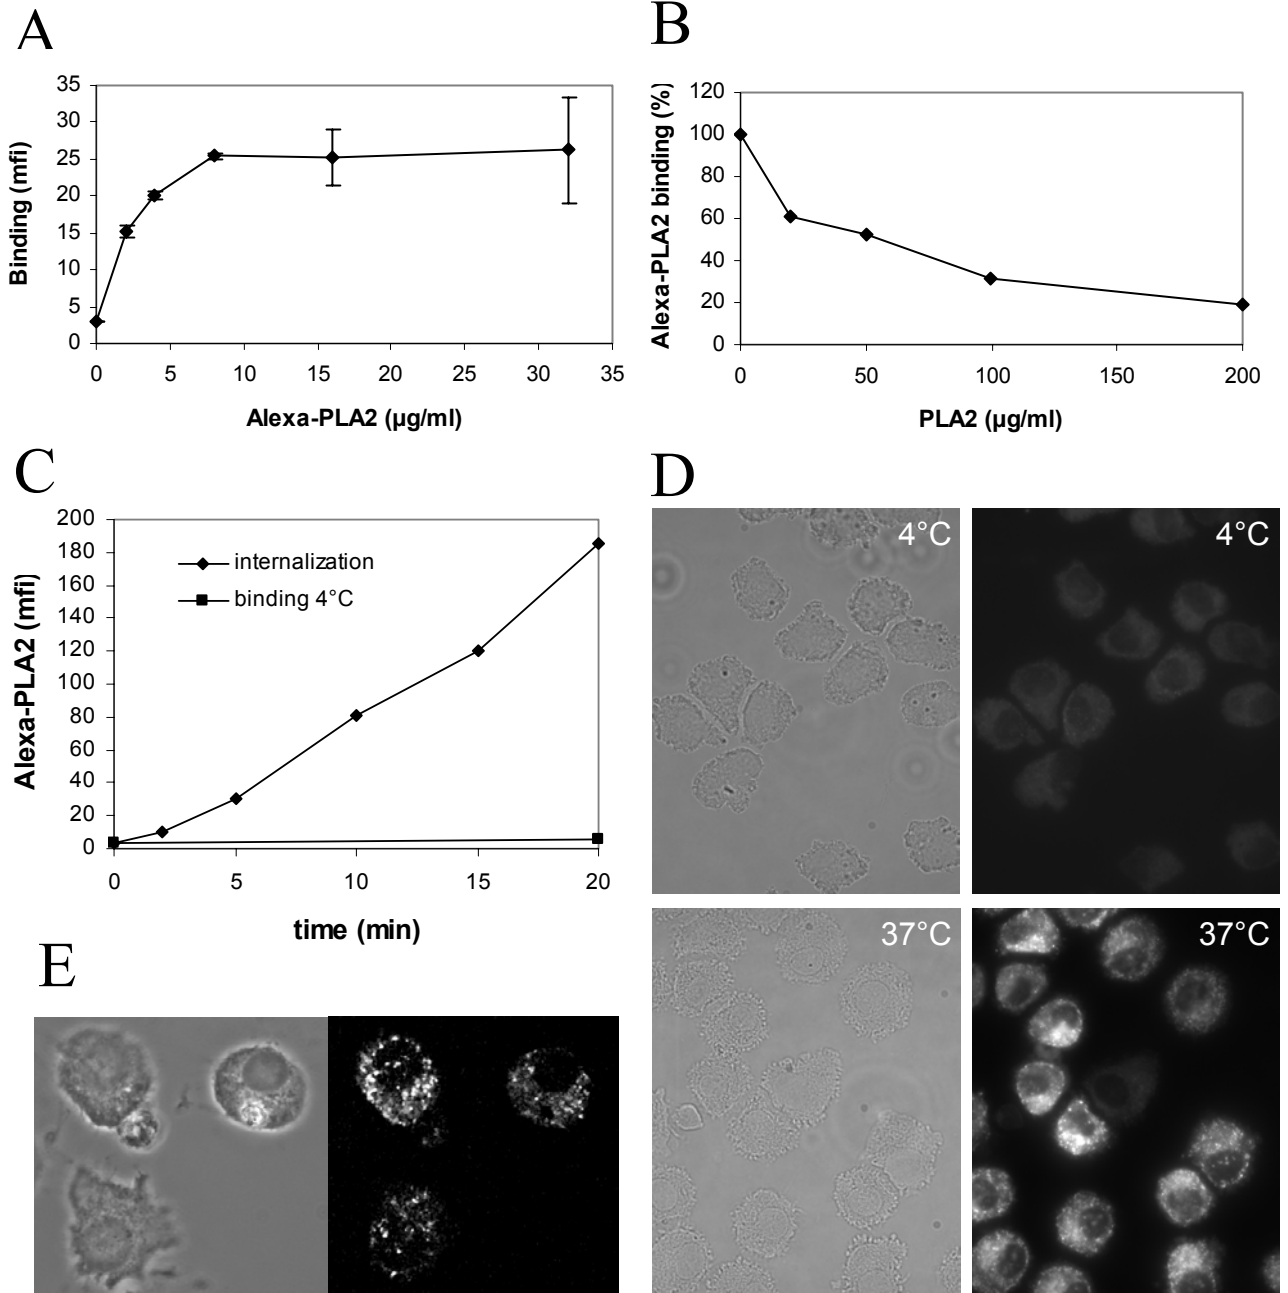 A
35
30
25
20
15
10
5
0
Binding (mfi)
0 5 10 15 20 25 30 35
Alexa-PLA2 (µg/ml)
B
120
100
80
60
40
20
0
Alexa-PLA2 binding (%)
0 50 100 150 200
PLA2 (µg/ml)
C
200
180
160
140
120
100
80
60
40
20
0
Alexa-PLA2 (mfi)
internalization
binding 4°C
0 5 10 15 20
time (min)
D
4°C
4°C
37°C
37°C
E